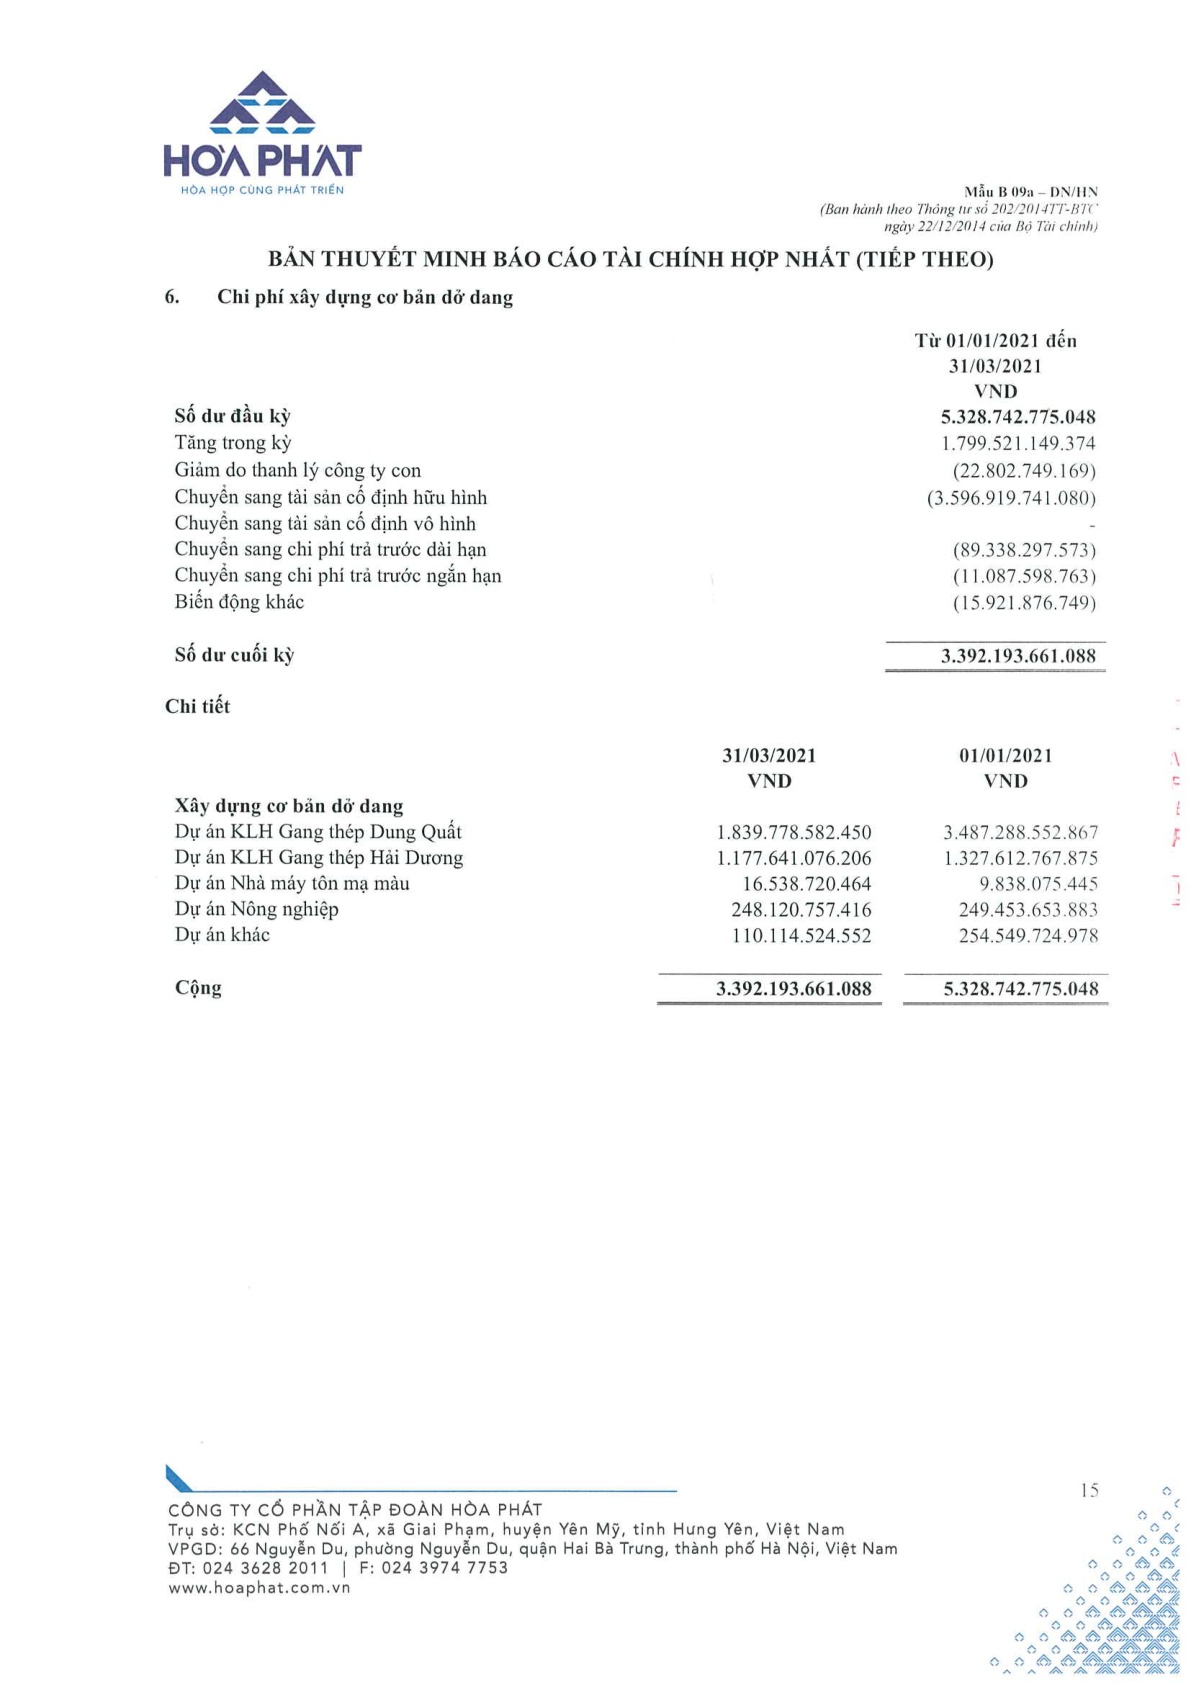 HÒA PHÁT
HÒA HỢP CÙNG PHÁT TRIỂN
Mẫu B 09a – DN/HN
(Ban hành theo Thông tư số 202/2014TT-BTC
ngày 22/12/2014 của Bộ Tài chính)
BẢN THUYẾT MINH BÁO CÁO TÀI CHÍNH HỢP NHẤT (TIẾP THEO)
6. Chi phí xây dựng cơ bản dở dang
Từ 01/01/2021 đến
31/03/2021
VND
Số dư đầu kỳ 5.328.742.775.048
Tăng trong kỳ 1.799.521.149.374
Giảm do thanh lý công ty con (22.802.749.169)
Chuyển sang tài sản cố định hữu hình (3.596.919.741.080)
Chuyển sang tài sản cố định vô hình -
Chuyển sang chi phí trả trước dài hạn (89.338.297.573)
Chuyển sang chi phí trả trước ngắn hạn (11.087.598.763)
Biến động khác (15.921.876.749)
Số dư cuối kỳ 3.392.193.661.088
Chi tiết
31/03/2021 01/01/2021
VND VND
Xây dựng cơ bản dở dang
Dự án KLH Gang thép Dung Quất 1.839.778.582.450 3.487.288.552.867
Dự án KLH Gang thép Hải Dương 1.177.641.076.206 1.327.612.767.875
Dự án Nhà máy tôn mạ màu 16.538.720.464 9.838.075.445
Dự án Nông nghiệp 248.120.757.416 249.453.653.883
Dự án khác 110.114.524.552 254.549.724.978
Cộng 3.392.193.661.088 5.328.742.775.048
15
CÔNG TY CỔ PHẦN TẬP ĐOÀN HÒA PHÁT
Trụ sở: KCN Phố Nối A, xã Giai Phạm, huyện Yên Mỹ, tỉnh Hưng Yên, Việt Nam
VPGD: 66 Nguyễn Du, phường Nguyễn Du, quận Hai Bà Trưng, thành phố Hà Nội, Việt Nam
ĐT: 024 3628 2011 | F: 024 3974 7753
www.hoaphat.com.vn